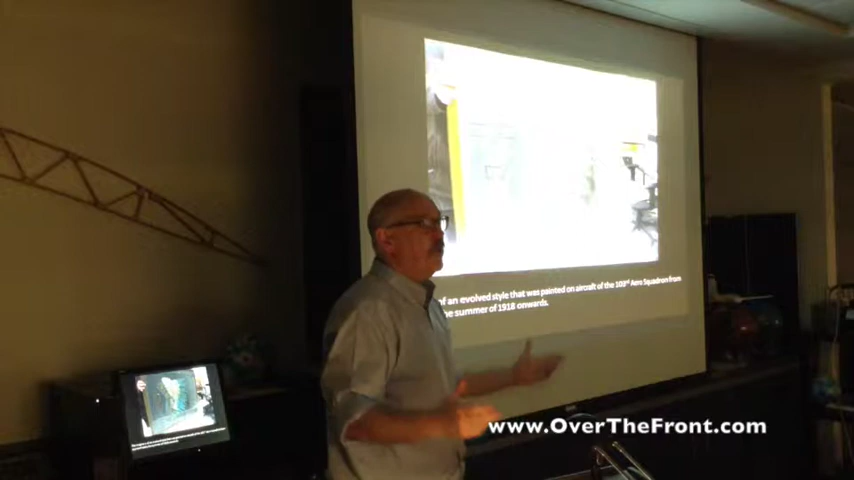 of an evolved style that was painted on aircraft of the 103rd Aero Squadron from
he summer of 1918 onwards.
www.OverTheFront.com